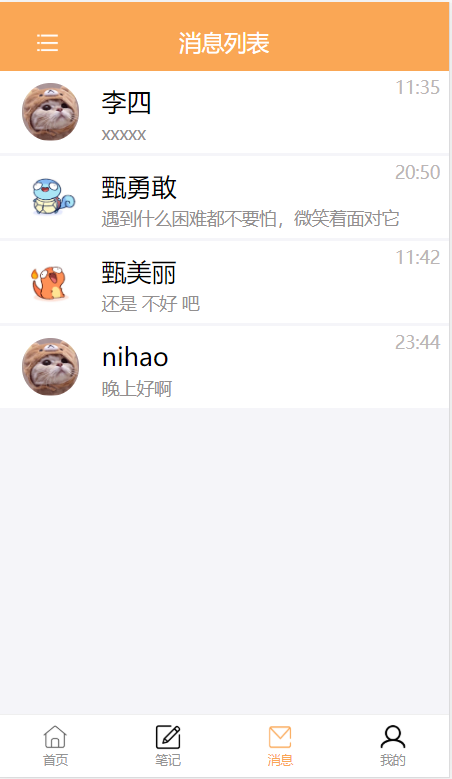 消息列表
李四
11:35
xxxxx
甄勇敢
20:50
遇到什么困难都不要怕，微笑着面对它
甄美丽
11:42
还是 不好 吧
nihao
23:44
晚上好啊
首页
笔记
消息
我的